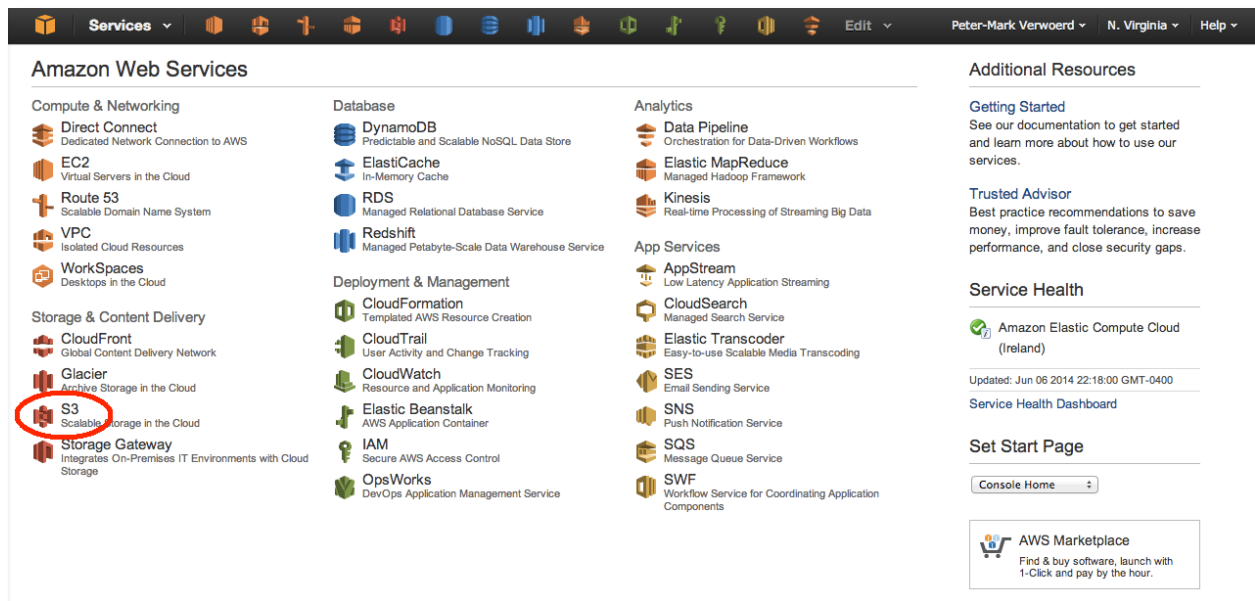 Services
Edit
Peter-Mark Verwoerd
N. Virginia
Help
Amazon Web Services
Compute & Networking
Direct Connect
Dedicated Network Connection to AWS
EC2
Virtual Servers in the Cloud
Route 53
Scalable Domain Name System
VPC
Isolated Cloud Resources
WorkSpaces
Desktops in the Cloud
Storage & Content Delivery
CloudFront
Global Content Delivery Network
Glacier
Archive Storage in the Cloud
S3
Scalable Storage in the Cloud
Storage Gateway
Integrates On-Premises IT Environments with Cloud
Storage
Database
DynamoDB
Predictable and Scalable NoSQL Data Store
ElastiCache
In-Memory Cache
RDS
Managed Relational Database Service
Redshift
Managed Petabyte-Scale Data Warehouse Service
Deployment & Management
CloudFormation
Templated AWS Resource Creation
CloudTrail
User Activity and Change Tracking
CloudWatch
Resource and Application Monitoring
Elastic Beanstalk
AWS Application Container
IAM
Secure AWS Access Control
OpsWorks
DevOps Application Management Service
Analytics
Data Pipeline
Orchestration for Data-Driven Workflows
Elastic MapReduce
Managed Hadoop Framework
Kinesis
Real-time Processing of Streaming Big Data
App Services
AppStream
Low Latency Application Streaming
CloudSearch
Managed Search Service
Elastic Transcoder
Easy-to-use Scalable Media Transcoding
SES
Email Sending Service
SNS
Push Notification Service
SQS
Message Queue Service
SWF
Workflow Service for Coordinating Application
Components
Additional Resources
Getting Started
See our documentation to get started
and learn more about how to use our
services.
Trusted Advisor
Best practice recommendations to save
money, improve fault tolerance, increase
performance, and close security gaps.
Service Health
Amazon Elastic Compute Cloud
(Ireland)
Updated: Jun 06 2014 22:18:00 GMT-0400
Service Health Dashboard
Set Start Page
Console Home
AWS Marketplace
Find & buy software, launch with
1-Click and pay by the hour.